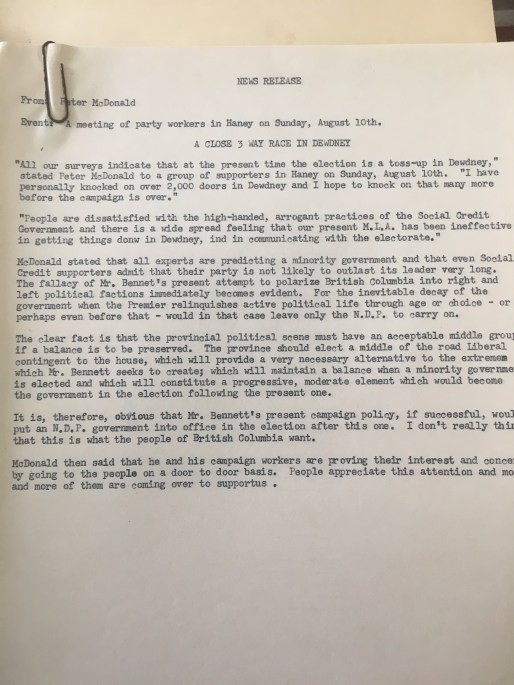 NEWS RELEASE
From: Peter McDonald
Event: A meeting of party workers in Haney on Sunday, August 10th.
A CLOSE 3 WAY RACE IN DEWDNEY
"All our surveys indicate that at the present time the election is a toss-up in Dewdney,"
stated Peter McDonald to a group of supporters in Haney on Sunday, August 10th. "I have
personally knocked on over 2,000 doors in Dewdney and I hope to knock on that many more
before the campaign is over."
"People are dissatisfied with the high-handed, arrogant practices of the Social Credit
Government and there is a wide spread feeling that our present M.L.A. has been ineffective
in getting things donw in Dewdney, ind in communicating with the electorate."
McDonald stated that all experts are predicting a minority government and that even Social
Credit supporters admit that their party is not likely to outlast its leader very long.
The fallacy of Mr. Bennet's present attempt to polarize British Columbia into right and
left political factions immediately becomes evident. For the inevitable decay of the
government when the Premier relinquishes active political life through age or choice - or
perhaps even before that - would in that case leave only the N.D.P. to carry on.
The clear fact is that the provincial political scene must have an acceptable middle group
if a balance is to be preserved. The province should elect a middle of the road Liberal
contingent to the house, which will provide a very necessary alternative to the extremes
which Mr. Bennett seeks to create; which will maintain a balance when a minority governme
is elected and which will constitute a progressive, moderate element which would become
the government in the election following the present one.
It is, therefore, obvious that Mr. Bennett's present campaign policy, if successful, woul
put an N.D.P. government into office in the election after this one. I don't really thin
that this is what the people of British Columbia want.
McDonald then said that he and his campaign workers are proving their interest and conce
by going to the people on a door to door basis. People appreciate this attention and mo
and more of them are coming over to supportus .